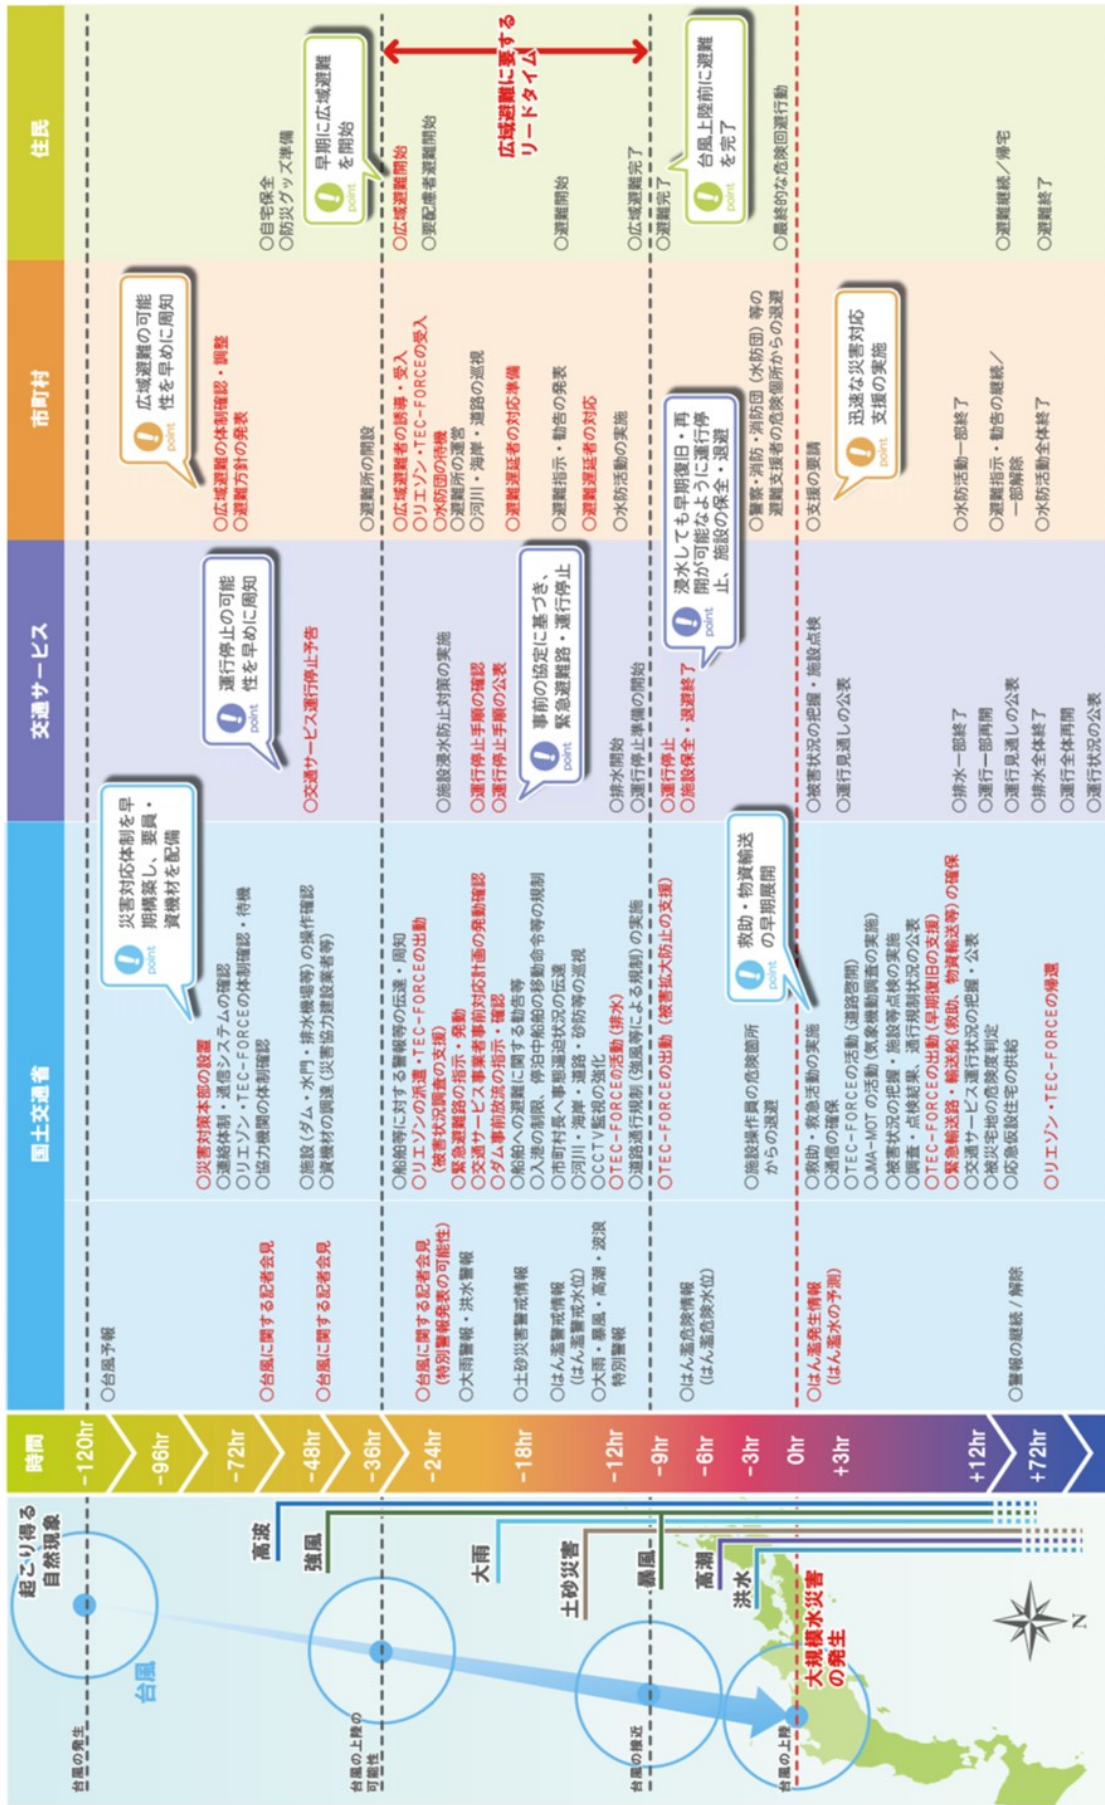 起こり得る
自然現象
時間
国土交通省
交通サービス
市町村
住民
台風の発生
台風
台風の上陸の
可能性
台風の接近
台風の上陸
大規模水災害
の発生
高波
強風
大雨
土砂災害
暴風
高潮
洪水
N
-120hr
-96hr
-72hr
-48hr
-36hr
-24hr
-18hr
-12hr
-9hr
-6hr
-3hr
0hr
+3hr
+12hr
+72hr
○台風予報
○台風に関する記者会見
○台風に関する記者会見
○台風に関する記者会見
(特別警報発表の可能性)
○大雨警報・洪水警報
○土砂災害警戒情報
○はん濫警戒情報
(はん濫警戒水位)
○大雨・暴風・高潮・波浪
特別警報
○はん濫危険情報
(はん濫危険水位)
○はん濫発生情報
(はん濫水の予測)
○警報の継続/解除
point
災害対応体制を早
期構築し、要員・
資機材を配備
○災害対策本部の設置
○連絡体制・通信システムの確認
○リエゾン・TEC-FORCEの体制確認・待機
○協力機関の体制確認
○施設(ダム・水門・排水機場等)の操作確認
○資機材の調達(災害協力建設業者等)
○船舶等に対する警報等の伝達・周知
○リエゾンの派遣・TEC-FORCEの出動
(被害状況調査の支援)
○緊急避難路の指示・発動
○交通サービス事業者事前対応計画の発動確認
○ダム事前放流の指示・確認
○船舶への避難に関する勧告等
○入港の制限、停泊中船舶の移動命令等の規制
○市町村長へ事態逼迫状況の伝達
○河川・海岸・道路・砂防等の巡視
○CCTV監視の強化
○TEC-FORCEの活動(排水)
○道路通行規制(強風等による規制)の実施
○TEC-FORCEの出動(被害拡大防止の支援)
○施設操作員の危険箇所
からの退避
point
救助・物資輸送
の早期展開
○救助・救急活動の実施
○通信の確保
○TEC-FORCEの活動(道路啓開)
○JMA-MOTの活動(気象機動調査の実施)
○被害状況の把握・施設等点検の実施
○調査・点検結果、通行規制状況の公表
○TEC-FORCEの出動(早期復旧の支援)
○緊急輸送路・輸送船(救助、物資輸送等)の確保
○交通サービス運行状況の把握・公表
○被災宅地の危険度判定
○応急仮設住宅の供給
○リエゾン・TEC-FORCEの帰還
point
運行停止の可能
性を早めに周知
○交通サービス運行停止予告
○施設浸水防止対策の実施
○運行停止手順の確認
○運行停止手順の公表
point
事前の協定に基づき、
緊急避難路・運行停止
○排水開始
○運行停止準備の開始
○運行停止
○施設保全・退避終了
point
浸水しても早期復旧・再
開が可能なように運行停
止、施設の保全・退避
○被害状況の把握・施設点検
○運行見通しの公表
○排水一部終了
○運行一部再開
○運行見通しの公表
○排水全体終了
○運行全体再開
○運行状況の公表
point
広域避難の可能
性を早めに周知
○広域避難の体制確認・調整
○避難方針の発表
○避難所の開設
○広域避難者の誘導・受入
○リエゾン・TEC-FORCEの受入
○水防団の待機
○避難所の運営
○河川・海岸・道路の巡視
○避難遅延者の対応準備
○避難指示・勧告の発表
○避難遅延者の対応
○水防活動の実施
○警察・消防・消防団(水防団)等の
避難支援者の危険個所からの退避
○支援の要請
point
迅速な災害対応
支援の実施
○水防活動一部終了
○避難指示・勧告の継続/
一部解除
○水防活動全体終了
○自宅保全
○防災グッズ準備
point
早期に広域避難
を開始
○広域避難開始
○要配慮者避難開始
広域避難に要する
リードタイム
○避難開始
○広域避難完了
○避難完了
point
台風上陸前に避難
を完了
○最終的な危険回避行動
○避難継続/帰宅
○避難終了